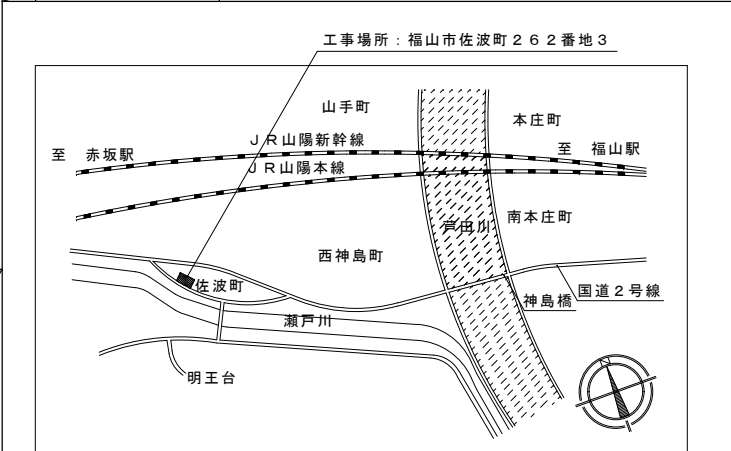 工事場所：福山市佐波町２６２番地３
山手町
本庄町
ＪＲ山陽新幹線
至　赤坂駅
至　福山駅
ＪＲ山陽本線
南本庄町
芦田川
西神島町
佐波町
国道２号線
神島橋
瀬戸川
明王台